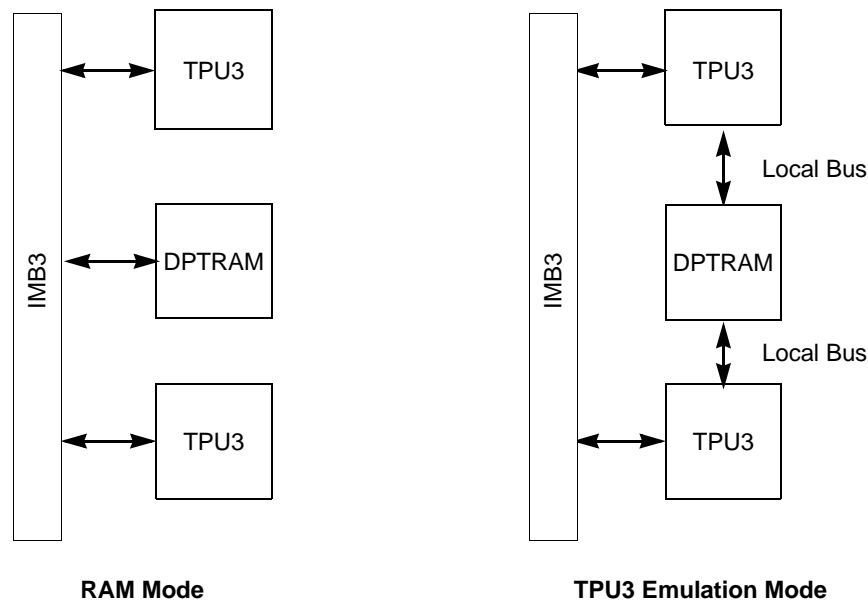 TPU3
IMB3
DPTRAM
TPU3
RAM Mode
TPU3
Local Bus
IMB3
DPTRAM
Local Bus
TPU3
TPU3 Emulation Mode